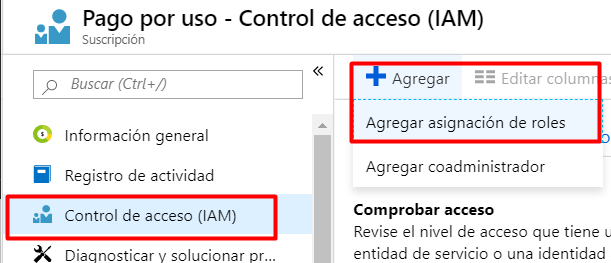 Pago por uso - Control de acceso (IAM)
Suscripción
Buscar (Ctrl+/)
«
Agregar
Editar columnas
Agregar asignación de roles
Información general
Agregar coadministrador
Registro de actividad
Control de acceso (IAM)
Comprobar acceso
Revise el nivel de acceso que tiene u
Diagnosticar y solucionar pr...
entidad de servicio o una identidad